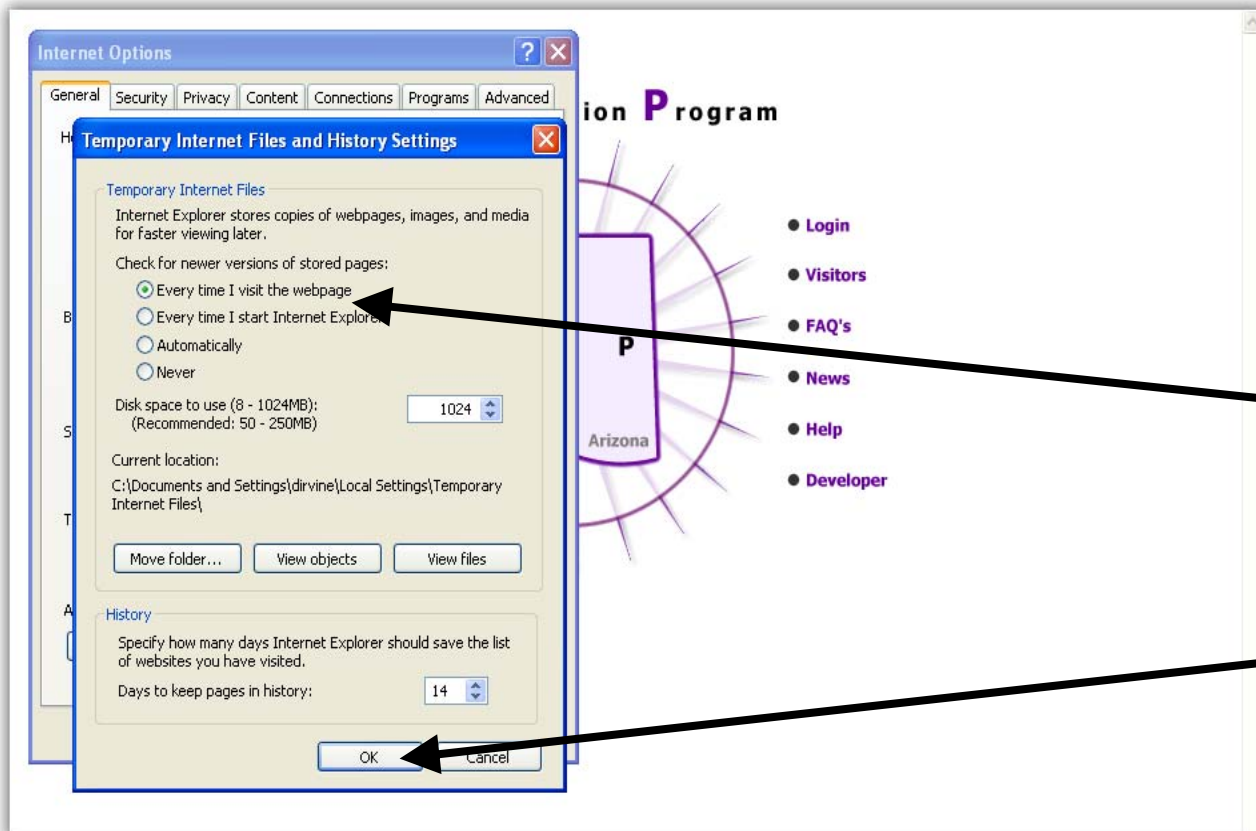 Internet Options
General Security Privacy Content Connections Programs Advanced
ion Program
H
Temporary Internet Files and History Settings
Temporary Internet Files
Internet Explorer stores copies of webpages, images, and media
for faster viewing later.
Check for newer versions of stored pages:
Every time I visit the webpage
Every time I start Internet Explorer
Automatically
Never
Disk space to use (8 - 1024MB): 1024
(Recommended: 50 - 250MB)
Current location:
C:\Documents and Settings\dirvine\Local Settings\Temporary
Internet Files\
Move folder... View objects View files
History
Specify how many days Internet Explorer should save the list
of websites you have visited.
Days to keep pages in history: 14
OK Cancel
B
S
T
A
P
Arizona
Login
Visitors
FAQ's
News
Help
Developer